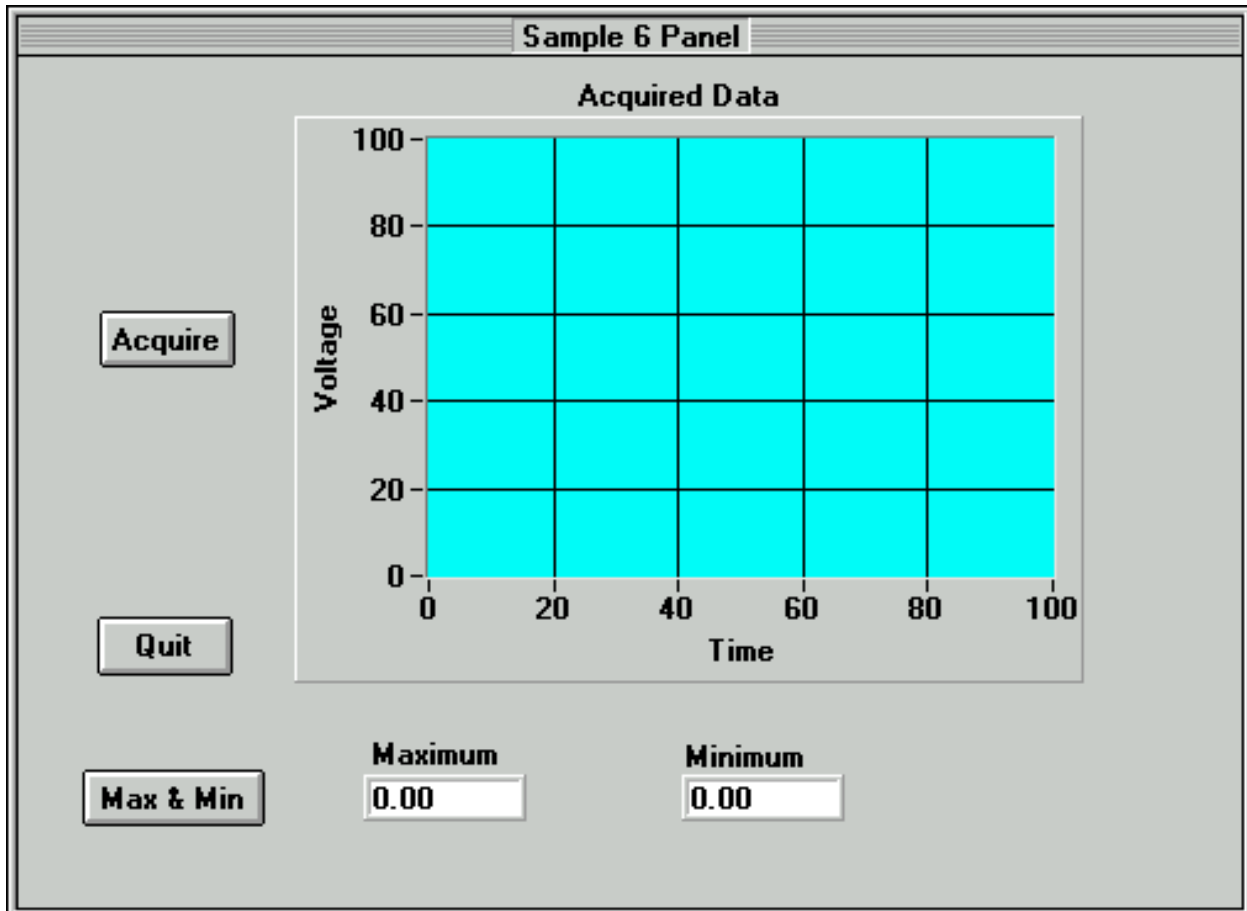 Sample 6 Panel
Acquired Data
100
80
60
40
20
0
Voltage
0 20 40 60 80 100
Time
Acquire
Quit
Max & Min
Maximum
0.00
Minimum
0.00